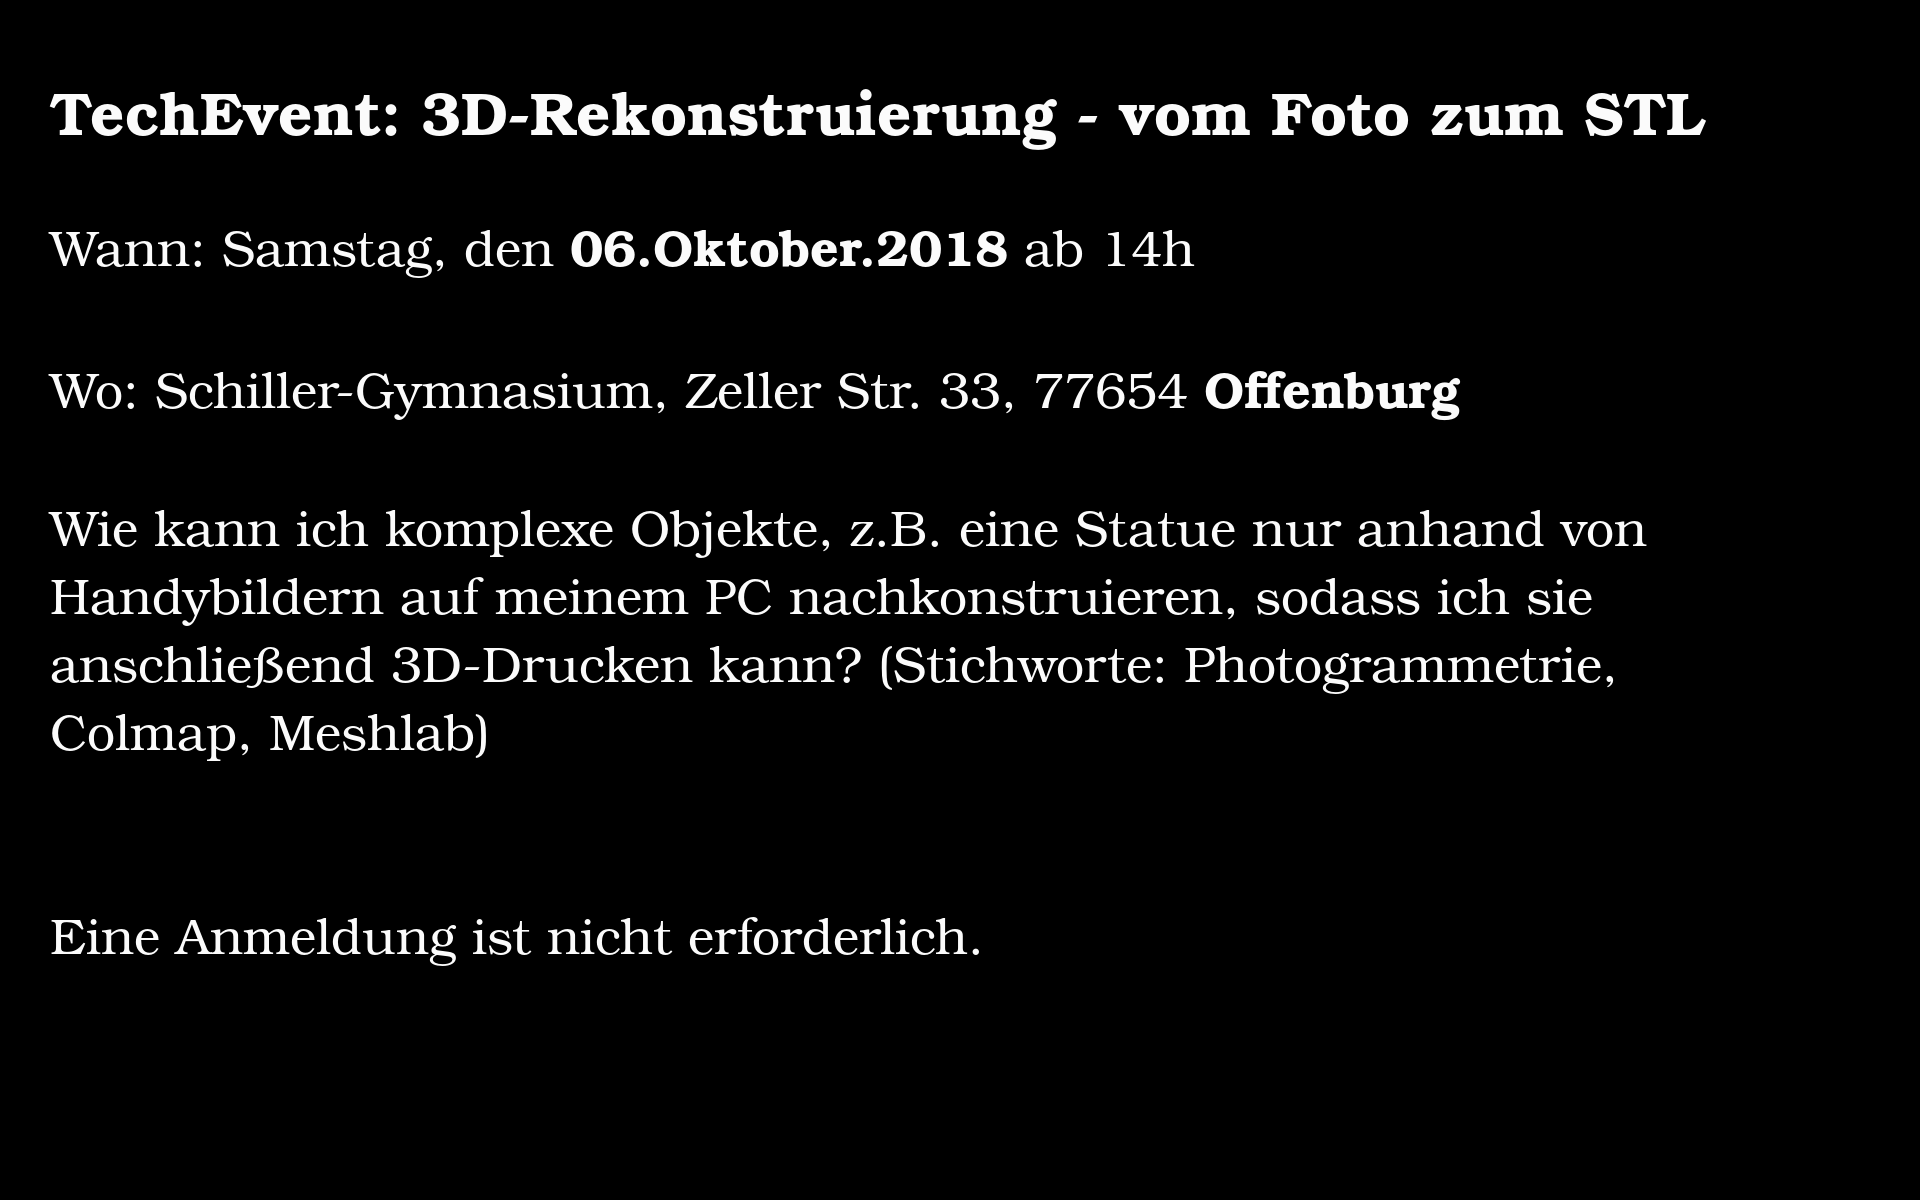 TechEvent: 3D-Rekonstruierung - vom Foto zum STL
Wann: Samstag, den 06.Oktober.2018 ab 14h
Wo: Schiller-Gymnasium, Zeller Str. 33, 77654 Offenburg
Wie kann ich komplexe Objekte, z.B. eine Statue nur anhand von
Handybildern auf meinem PC nachkonstruieren, sodass ich sie
anschließend 3D-Drucken kann? (Stichworte: Photogrammetrie,
Colmap, Meshlab)
Eine Anmeldung ist nicht erforderlich.